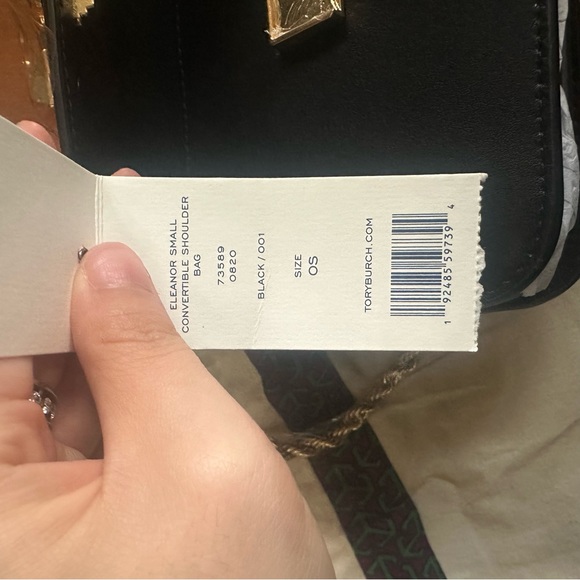 ELEANOR SMALL
CONVERTIBLE SHOULDER
BAG
73589
0820
BLACK / 001
SIZE
OS
TORYBURCH.COM
1 92485 59739 4